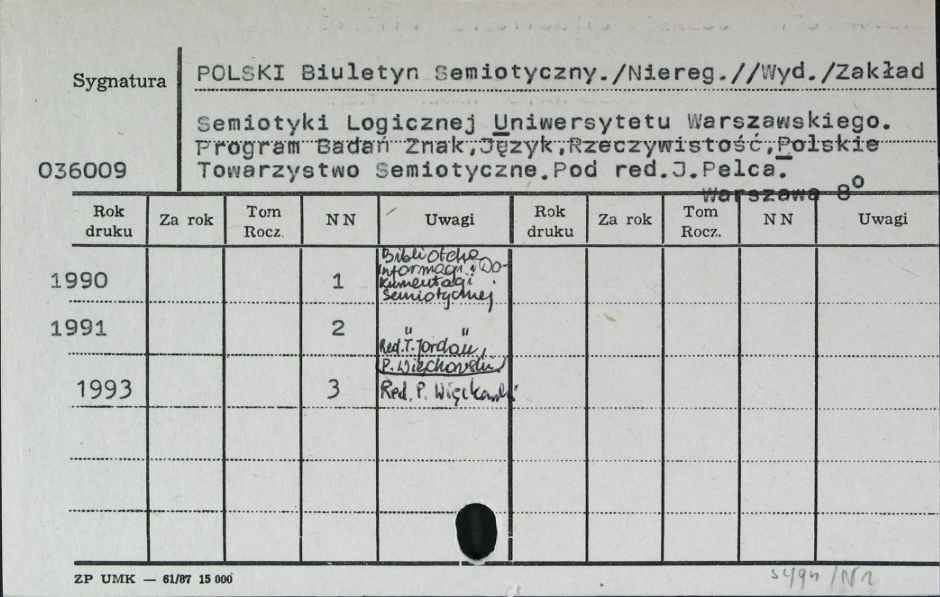 Sygnatura
POLSKI Biuletyn Semiotyczny./Niereg.//Wyd./Zakład
Semiotyki Logicznej Uniwersytetu Warszawskiego.
Program Badań Znak,Język,Rzeczywistość,Polskie
036009
Towarzystwo Semiotyczne.Pod red.J.Pelca.
Warszawa 8º
Rok druku Za rok Tom Rocz. NN Uwagi Rok druku Za rok Tom Rocz. NN Uwagi
Biblioteka
Informacji i Do-
1990 1 kumentacji
Semiotycznej
1991 2 " "
Red. T. Jordan,
P. Więckowski
1993 3 Red. P. Więckowski
ZP UMK — 61/87 15 000
sygn/Nr